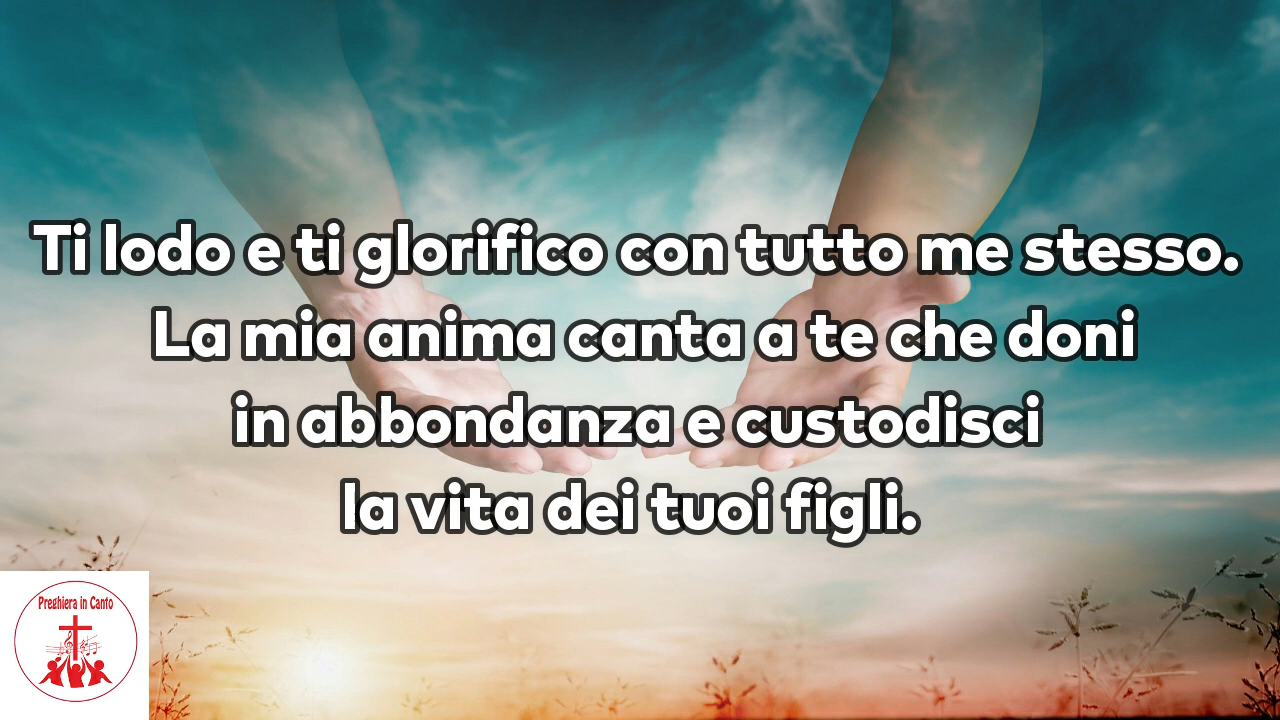 Ti lodo e ti glorifico con tutto me stesso.
La mia anima canta a te che doni
in abbondanza e custodisci
la vita dei tuoi figli.
Preghiera in Canto